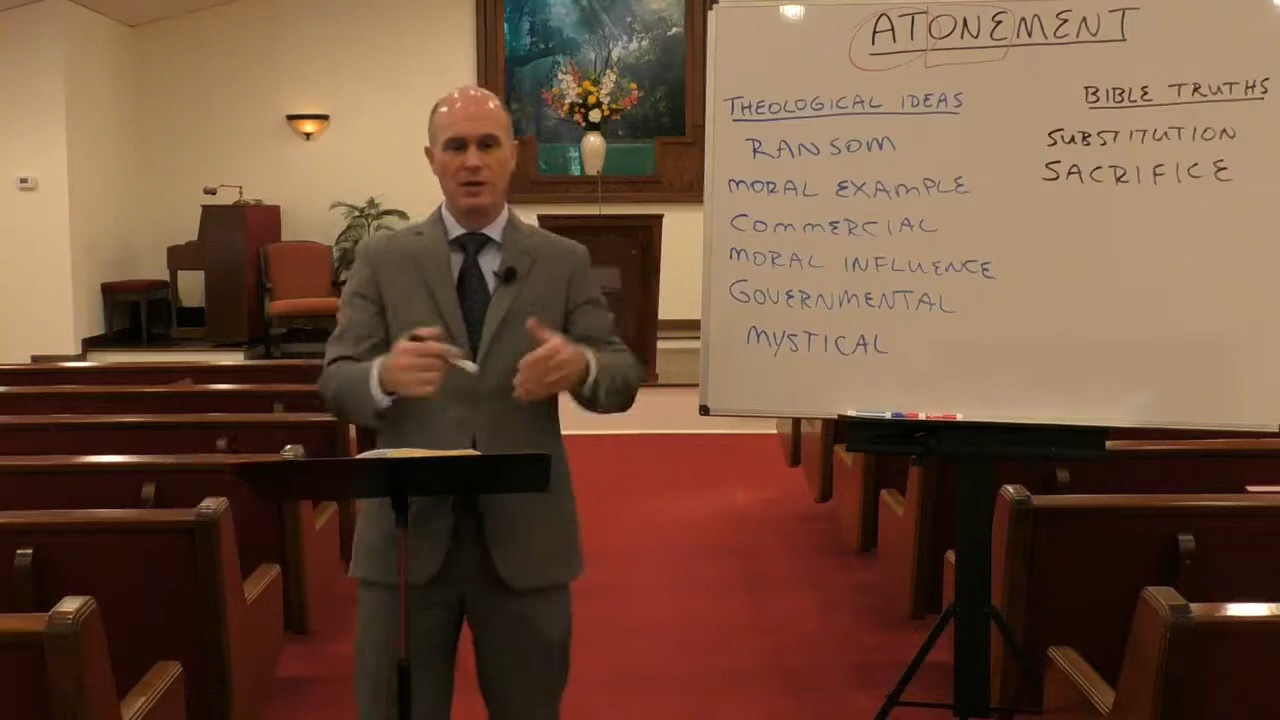 ATONEMENT
THEOLOGICAL IDEAS
RANSOM
MORAL EXAMPLE
COMMERCIAL
MORAL INFLUENCE
GOVERNMENTAL
MYSTICAL
BIBLE TRUTHS
SUBSTITUTION
SACRIFICE